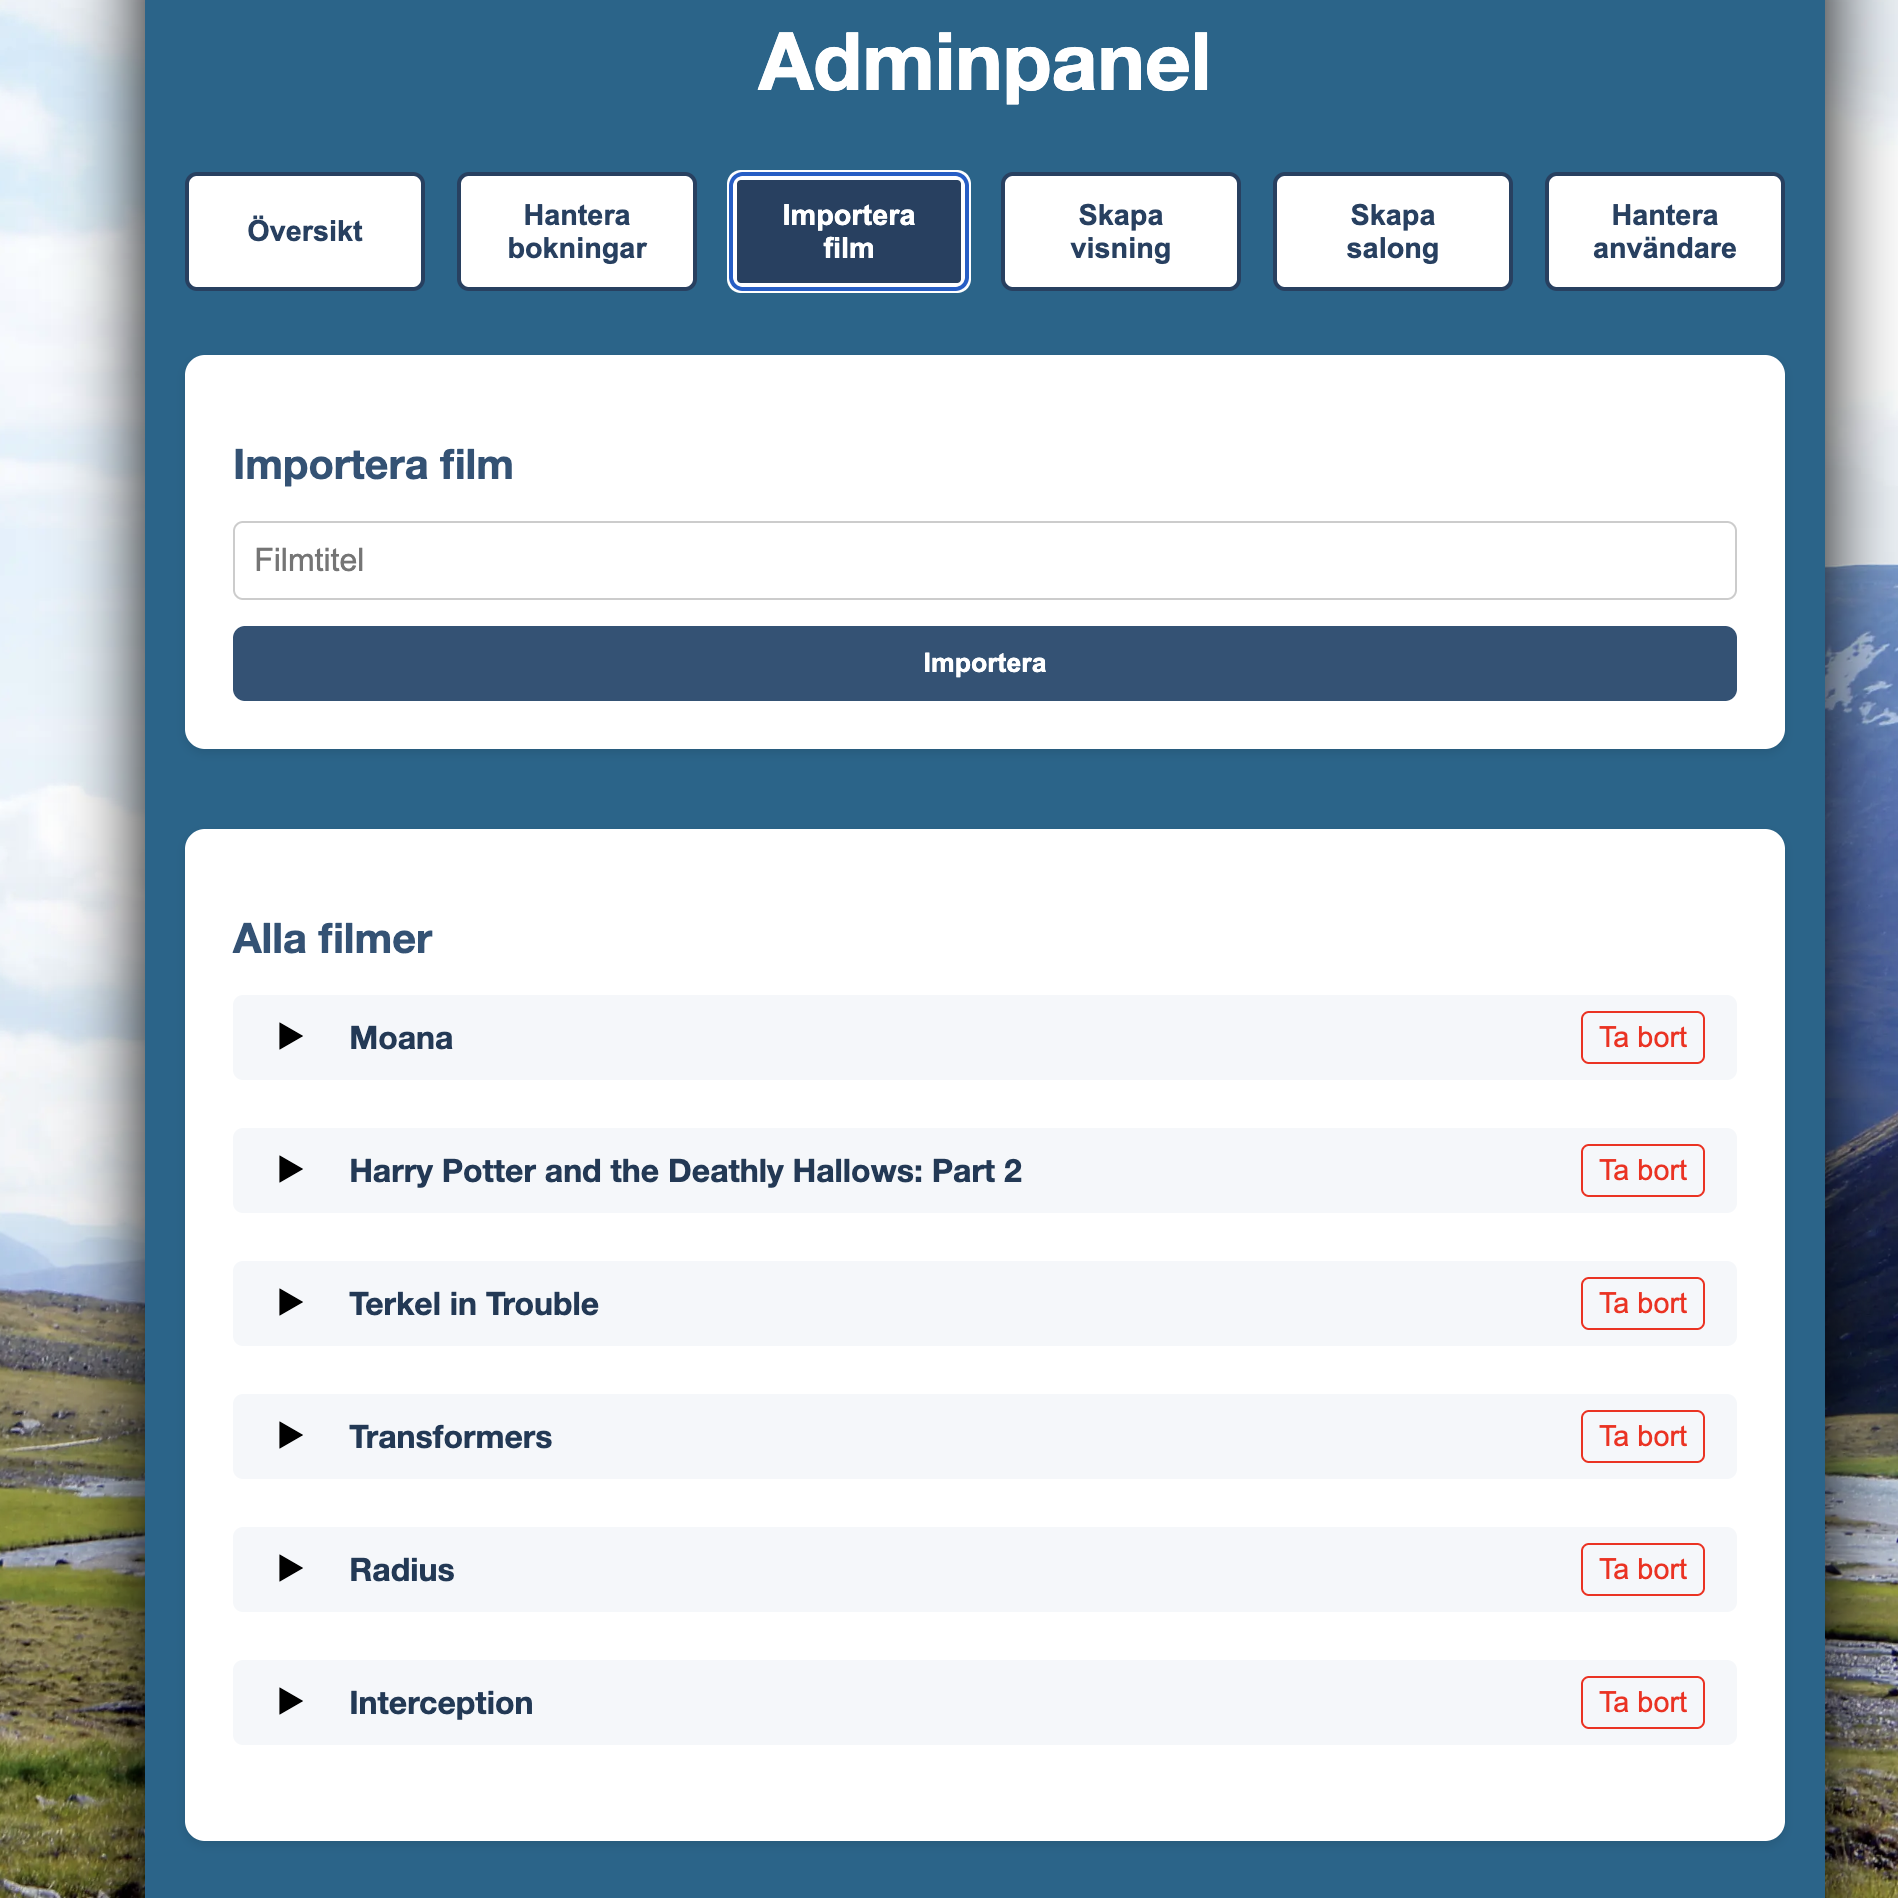 Adminpanel
Översikt
Hantera
bokningar
Importera
film
Skapa
visning
Skapa
salong
Hantera
användare
Importera film
Filmtitel
Importera
Alla filmer
Moana
Ta bort
Harry Potter and the Deathly Hallows: Part 2
Ta bort
Terkel in Trouble
Ta bort
Transformers
Ta bort
Radius
Ta bort
Interception
Ta bort